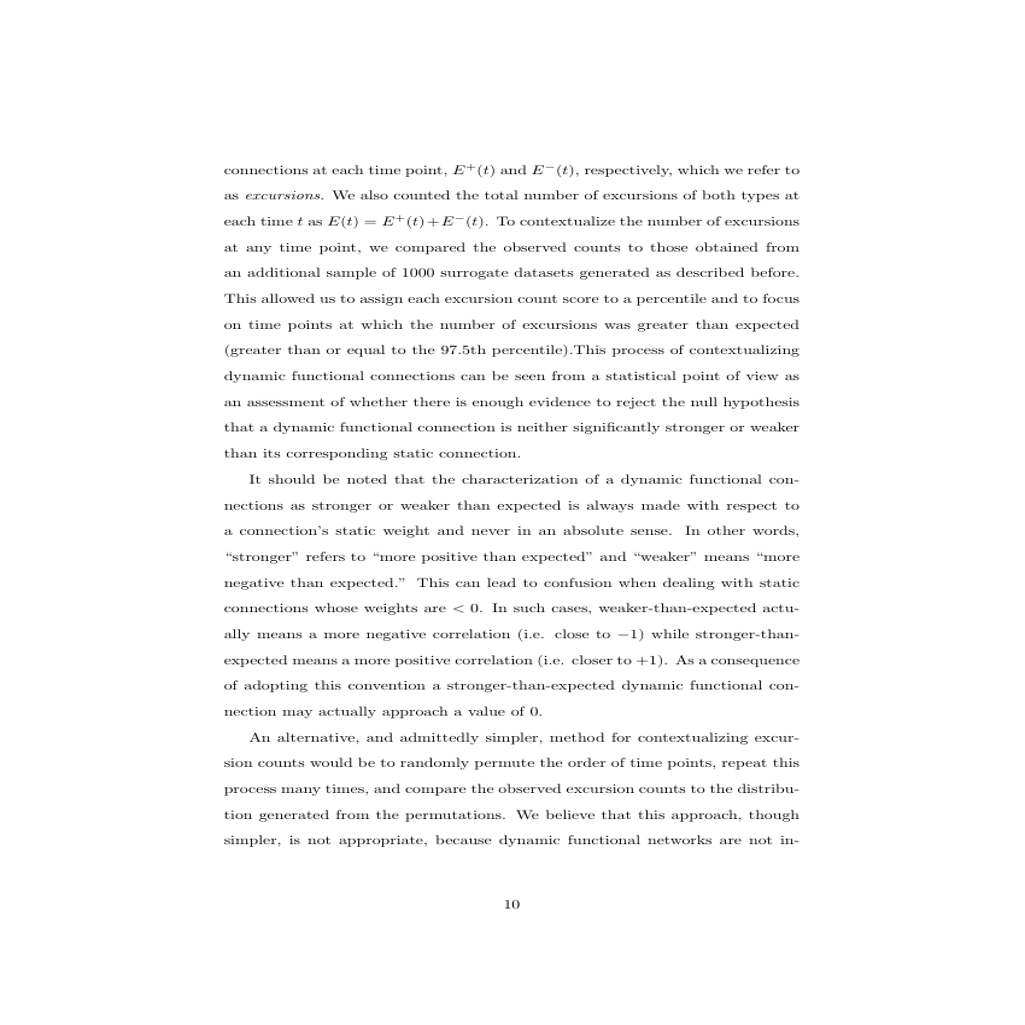 connections at each time point, E⁺(t) and E⁻(t), respectively, which we refer to
as excursions. We also counted the total number of excursions of both types at
each time t as E(t) = E⁺(t)+E⁻(t). To contextualize the number of excursions
at any time point, we compared the observed counts to those obtained from
an additional sample of 1000 surrogate datasets generated as described before.
This allowed us to assign each excursion count score to a percentile and to focus
on time points at which the number of excursions was greater than expected
(greater than or equal to the 97.5th percentile).This process of contextualizing
dynamic functional connections can be seen from a statistical point of view as
an assessment of whether there is enough evidence to reject the null hypothesis
that a dynamic functional connection is neither significantly stronger or weaker
than its corresponding static connection.
It should be noted that the characterization of a dynamic functional con-
nections as stronger or weaker than expected is always made with respect to
a connection's static weight and never in an absolute sense. In other words,
“stronger” refers to “more positive than expected” and “weaker” means “more
negative than expected.” This can lead to confusion when dealing with static
connections whose weights are < 0. In such cases, weaker-than-expected actu-
ally means a more negative correlation (i.e. close to −1) while stronger-than-
expected means a more positive correlation (i.e. closer to +1). As a consequence
of adopting this convention a stronger-than-expected dynamic functional con-
nection may actually approach a value of 0.
An alternative, and admittedly simpler, method for contextualizing excur-
sion counts would be to randomly permute the order of time points, repeat this
process many times, and compare the observed excursion counts to the distribu-
tion generated from the permutations. We believe that this approach, though
simpler, is not appropriate, because dynamic functional networks are not in-
10